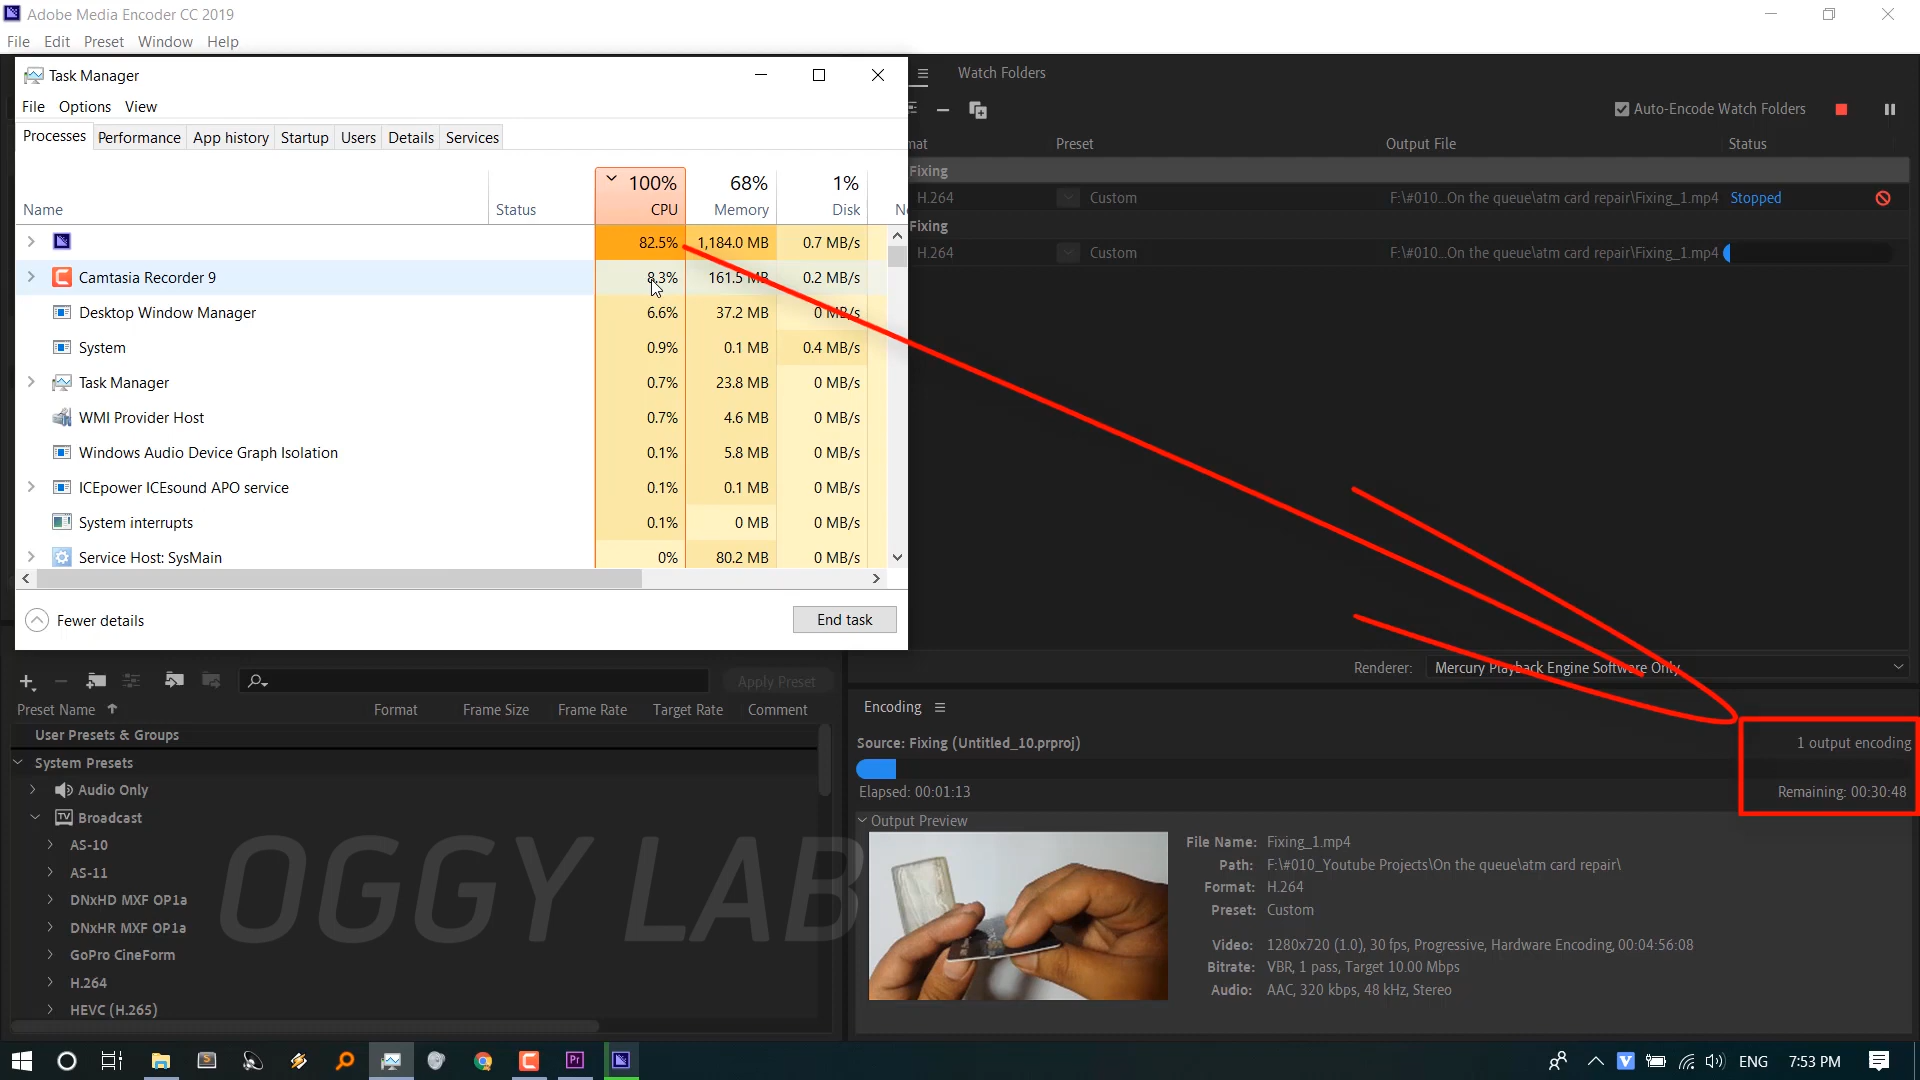 Adobe Media Encoder CC 2019
File Edit Preset Window Help
Task Manager
File Options View
Processes Performance App history Startup Users Details Services
100% 68% 1%
Name Status CPU Memory Disk
82.5% 1,184.0 MB 0.7 MB/s
Camtasia Recorder 9 8.3% 161.5 MB 0.2 MB/s
Desktop Window Manager 6.6% 37.2 MB 0 MB/s
System 0.9% 0.1 MB 0.4 MB/s
Task Manager 0.7% 23.8 MB 0 MB/s
WMI Provider Host 0.7% 4.6 MB 0 MB/s
Windows Audio Device Graph Isolation 0.1% 5.8 MB 0 MB/s
ICEpower ICEsound APO service 0.1% 0.1 MB 0 MB/s
System interrupts 0.1% 0 MB 0 MB/s
Service Host: SysMain 0% 80.2 MB 0 MB/s
Fewer details End task
Watch Folders
Auto-Encode Watch Folders
Preset Output File Status
Fixing
H.264 Custom F:\#010...On the queue\atm card repair\Fixing_1.mp4 Stopped
Fixing
H.264 Custom F:\#010...On the queue\atm card repair\Fixing_1.mp4
Renderer: Mercury Playback Engine Software Only
Apply Preset
Preset Name Format Frame Size Frame Rate Target Rate Comment
User Presets & Groups
System Presets
Audio Only
Broadcast
AS-10
AS-11
DNxHD MXF OP1a
DNxHR MXF OP1a
GoPro CineForm
H.264
HEVC (H.265)
OGGY LAB
Encoding
Source: Fixing (Untitled_10.prproj) 1 output encoding
Elapsed: 00:01:13 Remaining: 00:30:48
Output Preview
File Name: Fixing_1.mp4
Path: F:\#010_Youtube Projects\On the queue\atm card repair\
Format: H.264
Preset: Custom
Video: 1280x720 (1.0), 30 fps, Progressive, Hardware Encoding, 00:04:56:08
Bitrate: VBR, 1 pass, Target 10.00 Mbps
Audio: AAC, 320 kbps, 48 kHz, Stereo
ENG 7:53 PM